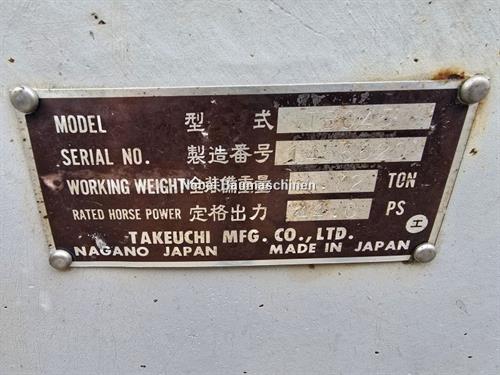 MODEL 型式
SERIAL NO. 製造番号
WORKING WEIGHT 全装備重量 TON
Nubal Baumaschinen
RATED HORSE POWER 定格出力 PS
工
TAKEUCHI MFG. CO., LTD.
NAGANO JAPAN MADE IN JAPAN